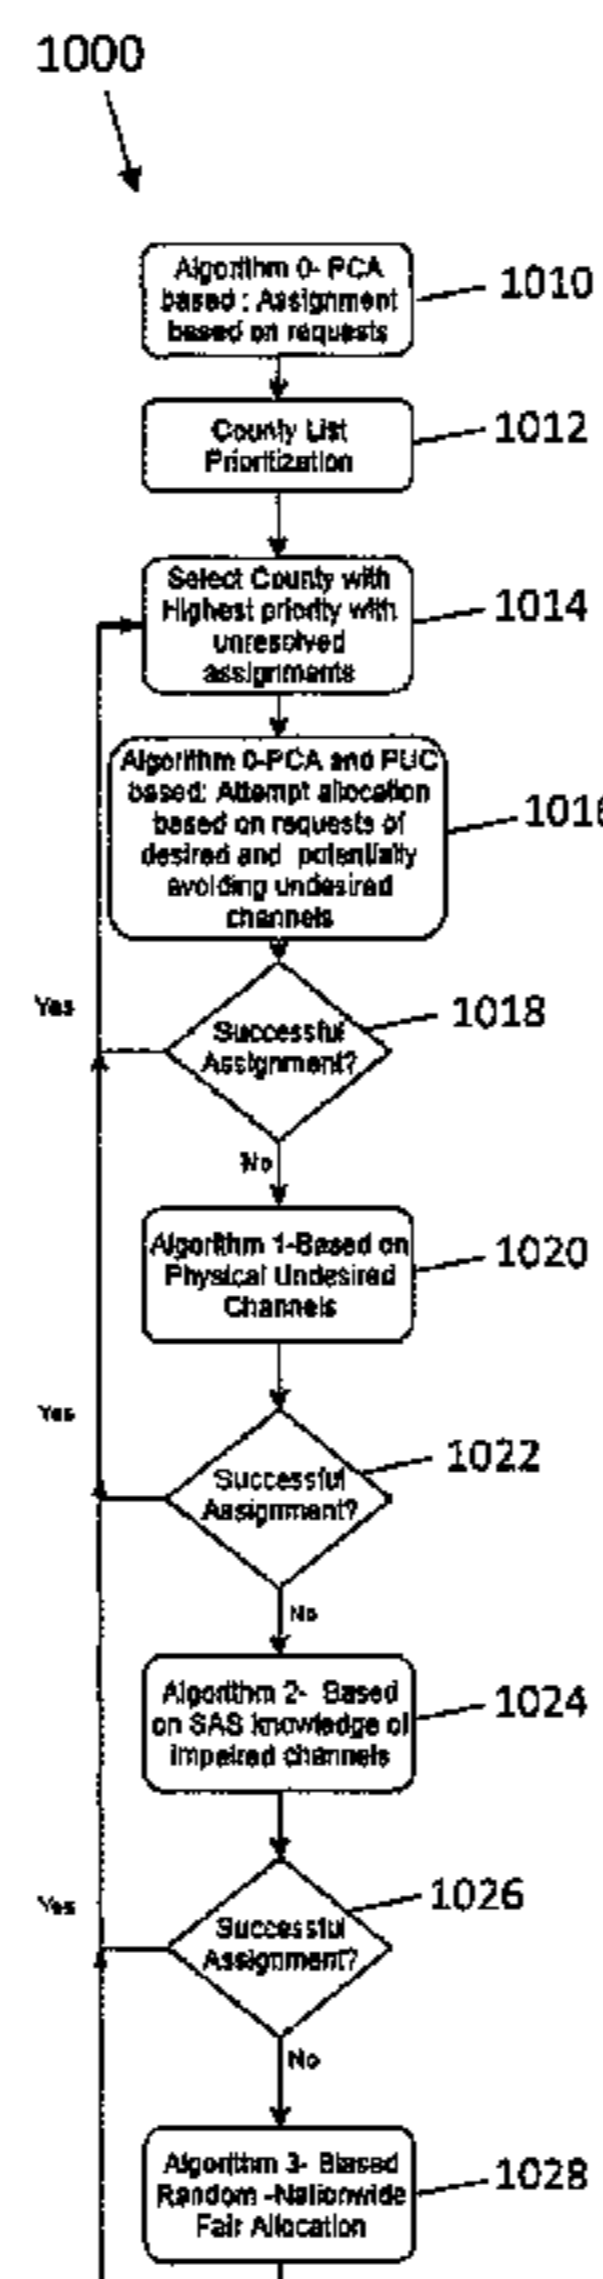 1000
Algorithm 0- PCA
based : Assignment
based on requests
1010
County List
Prioritization
1012
Select County with
Highest priority with
unresolved
assignments
1014
Algorithm 0-PCA and PUC
based: Attempt allocation
based on requests of
desired and potentially
avoiding undesired
channels
1016
Yes
Successful
Assignment?
1018
No
Algorithm 1-Based on
Physical Undesired
Channels
1020
Yes
Successful
Assignment?
1022
No
Algorithm 2- Based
on SAS knowledge of
impaired channels
1024
Yes
Successful
Assignment?
1026
No
Algorithm 3- Biased
Random -Nationwide
Fair Allocation
1028